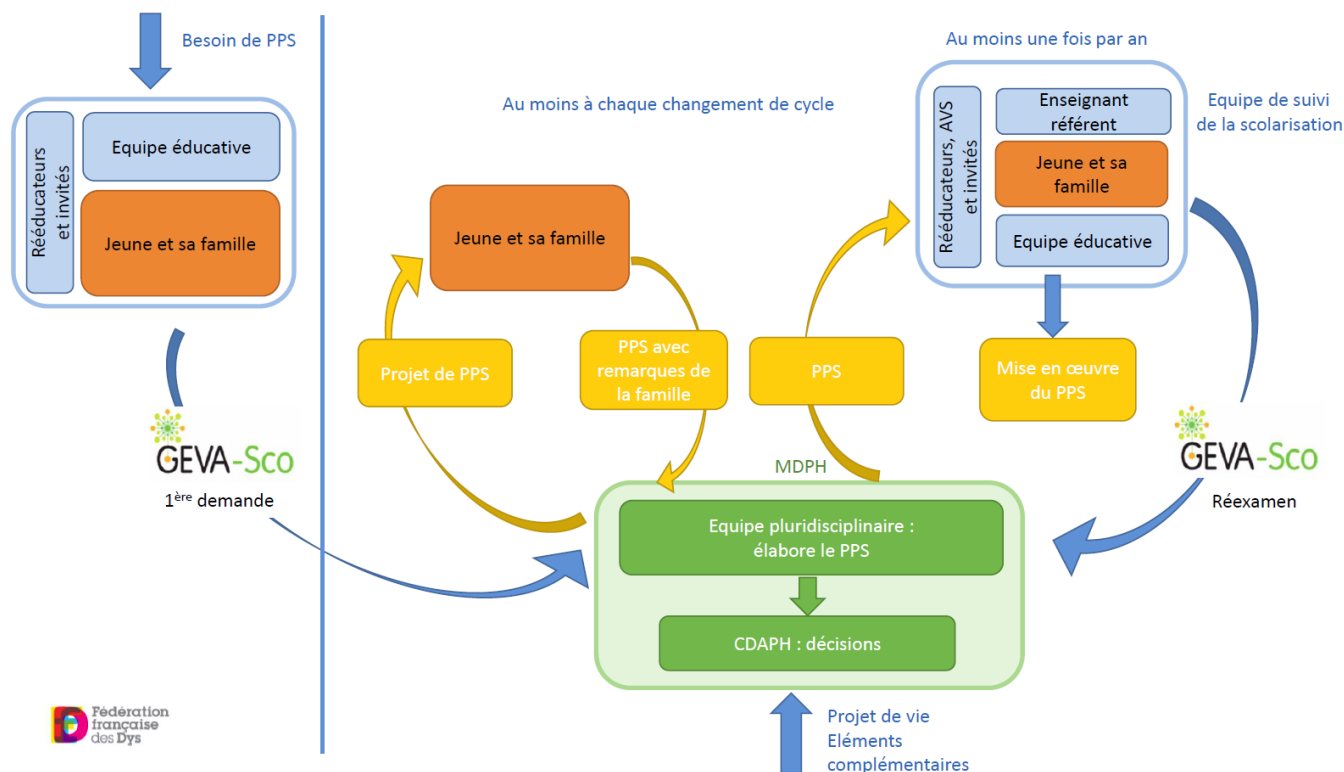 Besoin de PPS
Rééducateurs
et invités
Equipe éducative
Jeune et sa famille
GEVA-Sco
1ère demande
Au moins à chaque changement de cycle
Jeune et sa famille
Projet de PPS
PPS avec
remarques de
la famille
PPS
Au moins une fois par an
Rééducateurs, AVS
et invités
Enseignant
référent
Jeune et sa
famille
Equipe éducative
Equipe de suivi
de la scolarisation
Mise en œuvre
du PPS
GEVA-Sco
Réexamen
MDPH
Equipe pluridisciplinaire :
élabore le PPS
CDAPH : décisions
Projet de vie
Eléments
complémentaires
Fédération
française
des Dys